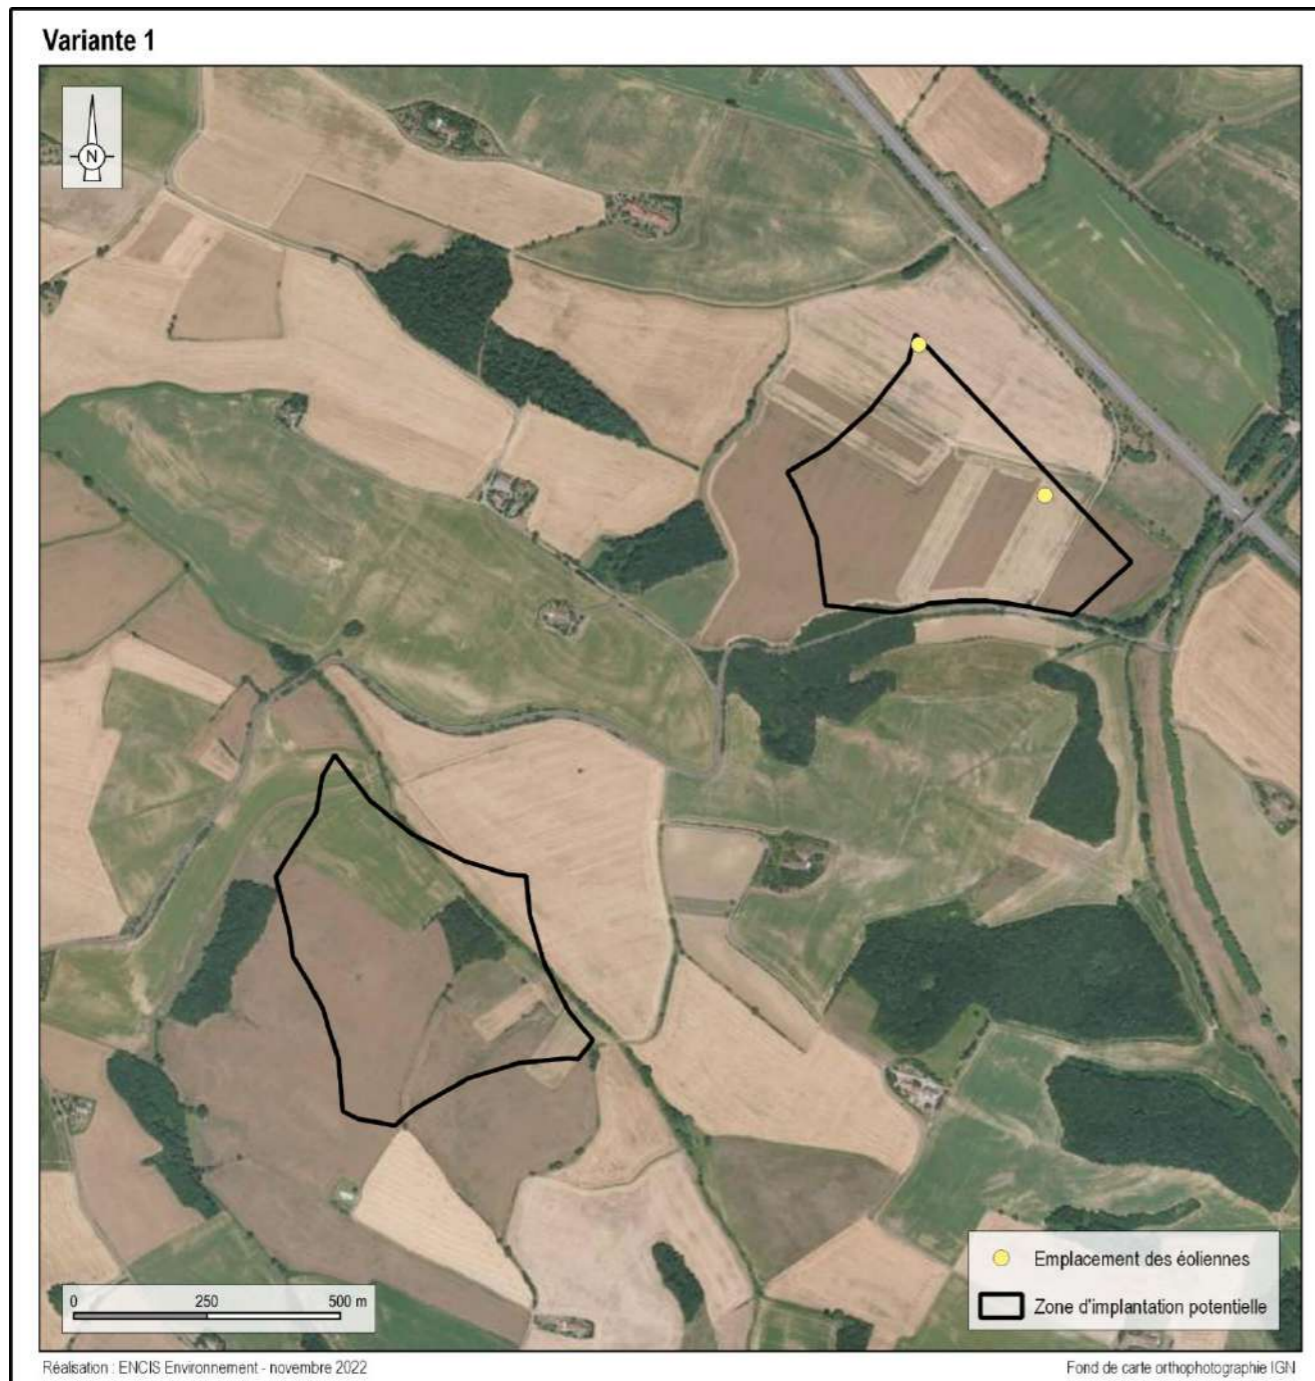 Variante 1
N
0 250 500 m
Emplacement des éoliennes
Zone d'implantation potentielle
Réalisation : ENCIS Environnement - novembre 2022
Fond de carte orthophotographie IGN